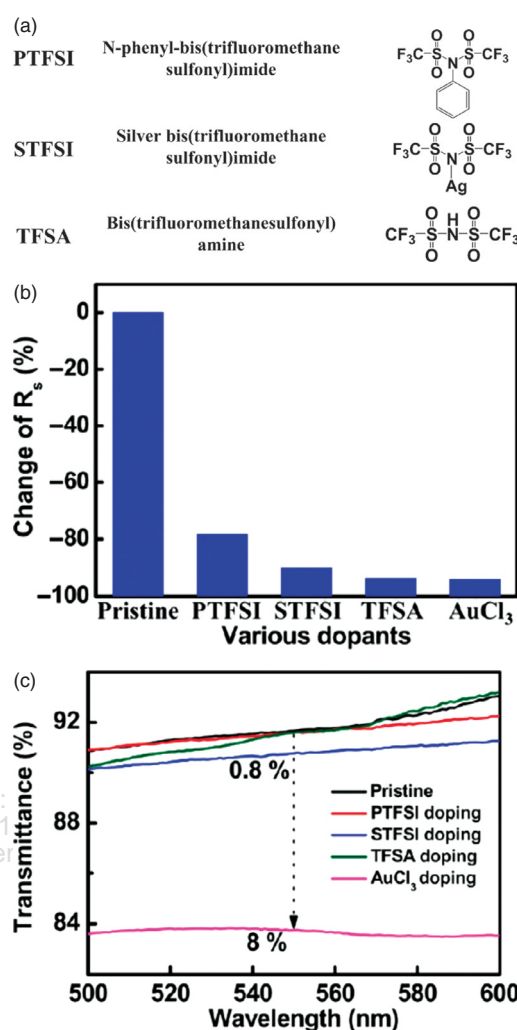 (a)
PTFSI
N-phenyl-bis(trifluoromethane
sulfonyl)imide
O O
F₃C S S CF₃
O N O
STFSI
Silver bis(trifluoromethane
sulfonyl)imide
O O
F₃C S S CF₃
O N O
Ag
TFSA
Bis(trifluoromethanesulfonyl)
amine
O H O
CF₃-S-N-S-CF₃
O O
(b)
Change of Rs (%)
0
−20
−40
−60
−80
−100
Pristine PTFSI STFSI TFSA AuCl₃
Various dopants
(c)
Transmittance (%)
92
88
84
0.8 %
8 %
Pristine
PTFSI doping
STFSI doping
TFSA doping
AuCl₃ doping
500 520 540 560 580 600
Wavelength (nm)